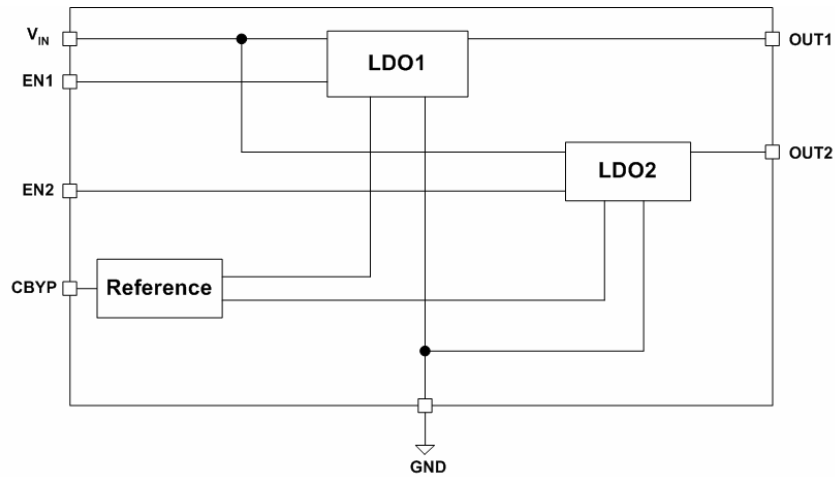 VIN
LDO1
OUT1
EN1
LDO2
OUT2
EN2
CBYP
Reference
GND